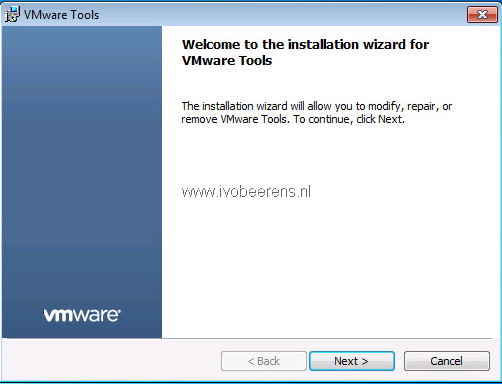 VMware Tools
Welcome to the installation wizard for
VMware Tools
The installation wizard will allow you to modify, repair, or
remove VMware Tools. To continue, click Next.
www.ivobeerens.nl
vmware®
< Back
Next >
Cancel